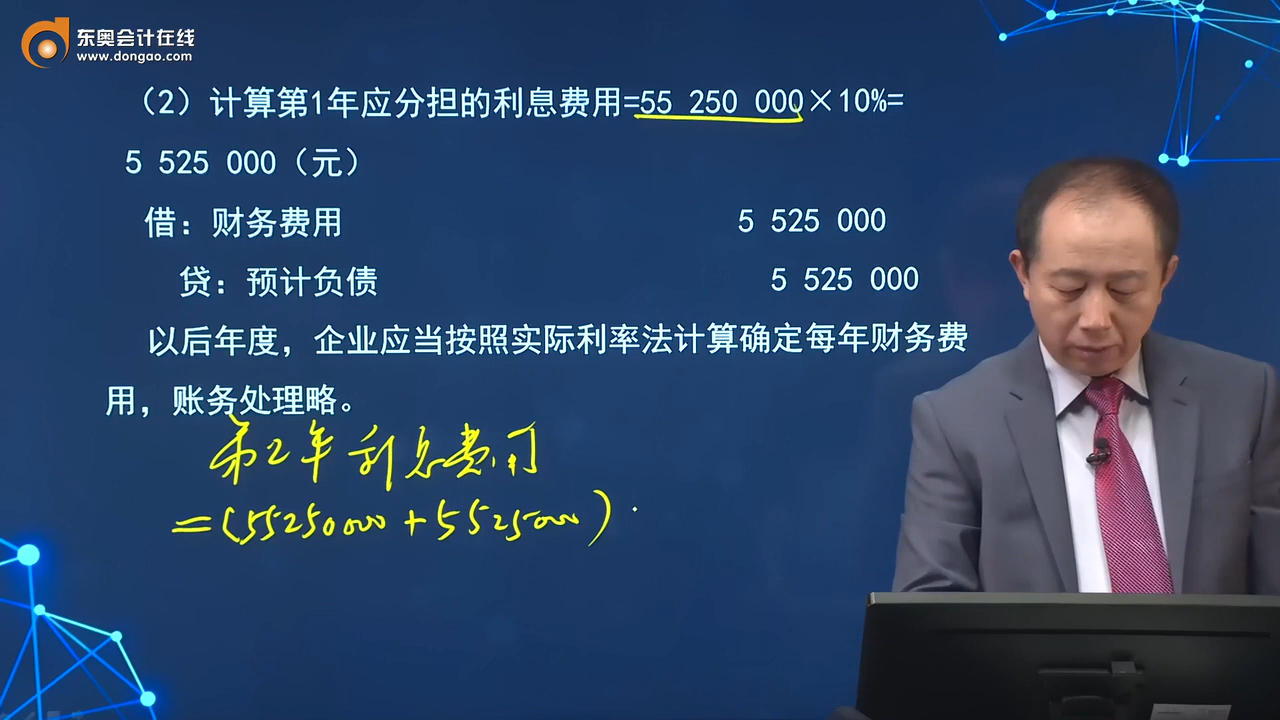 东奥会计在线
www.dongao.com
（2）计算第1年应分担的利息费用=55 250 000×10%=
5 525 000（元）
借：财务费用 5 525 000
贷：预计负债 5 525 000
以后年度，企业应当按照实际利率法计算确定每年财务费
用，账务处理略。
第2年利息费用
=(55250000+5525000)